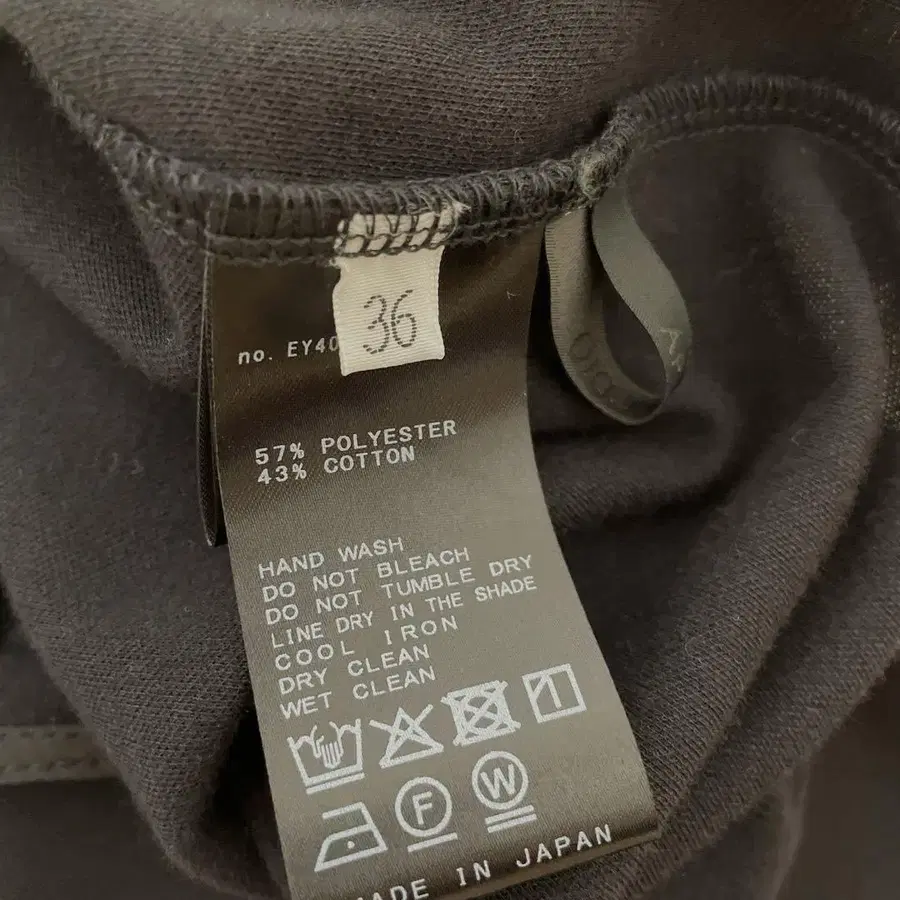 36
no. EY40
57% POLYESTER
43% COTTON
HAND WASH
DO NOT BLEACH
DO NOT TUMBLE DRY
LINE DRY IN THE SHADE
COOL IRON
DRY CLEAN
WET CLEAN
F
W
MADE IN JAPAN